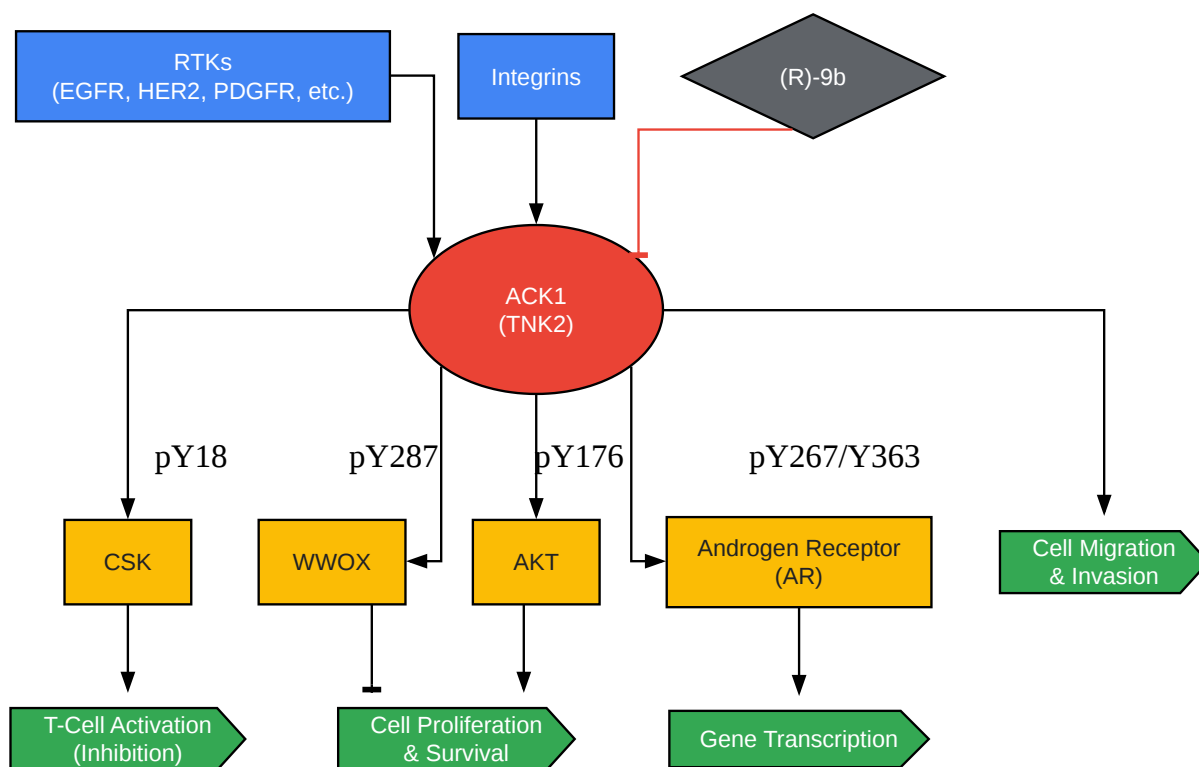 RTKs
(EGFR, HER2, PDGFR, etc.)
Integrins
(R)-9b
ACK1
(TNK2)
pY18
pY287
pY176
pY267/Y363
CSK
WWOX
AKT
Androgen Receptor
(AR)
Cell Migration
& Invasion
T-Cell Activation
(Inhibition)
Cell Proliferation
& Survival
Gene Transcription